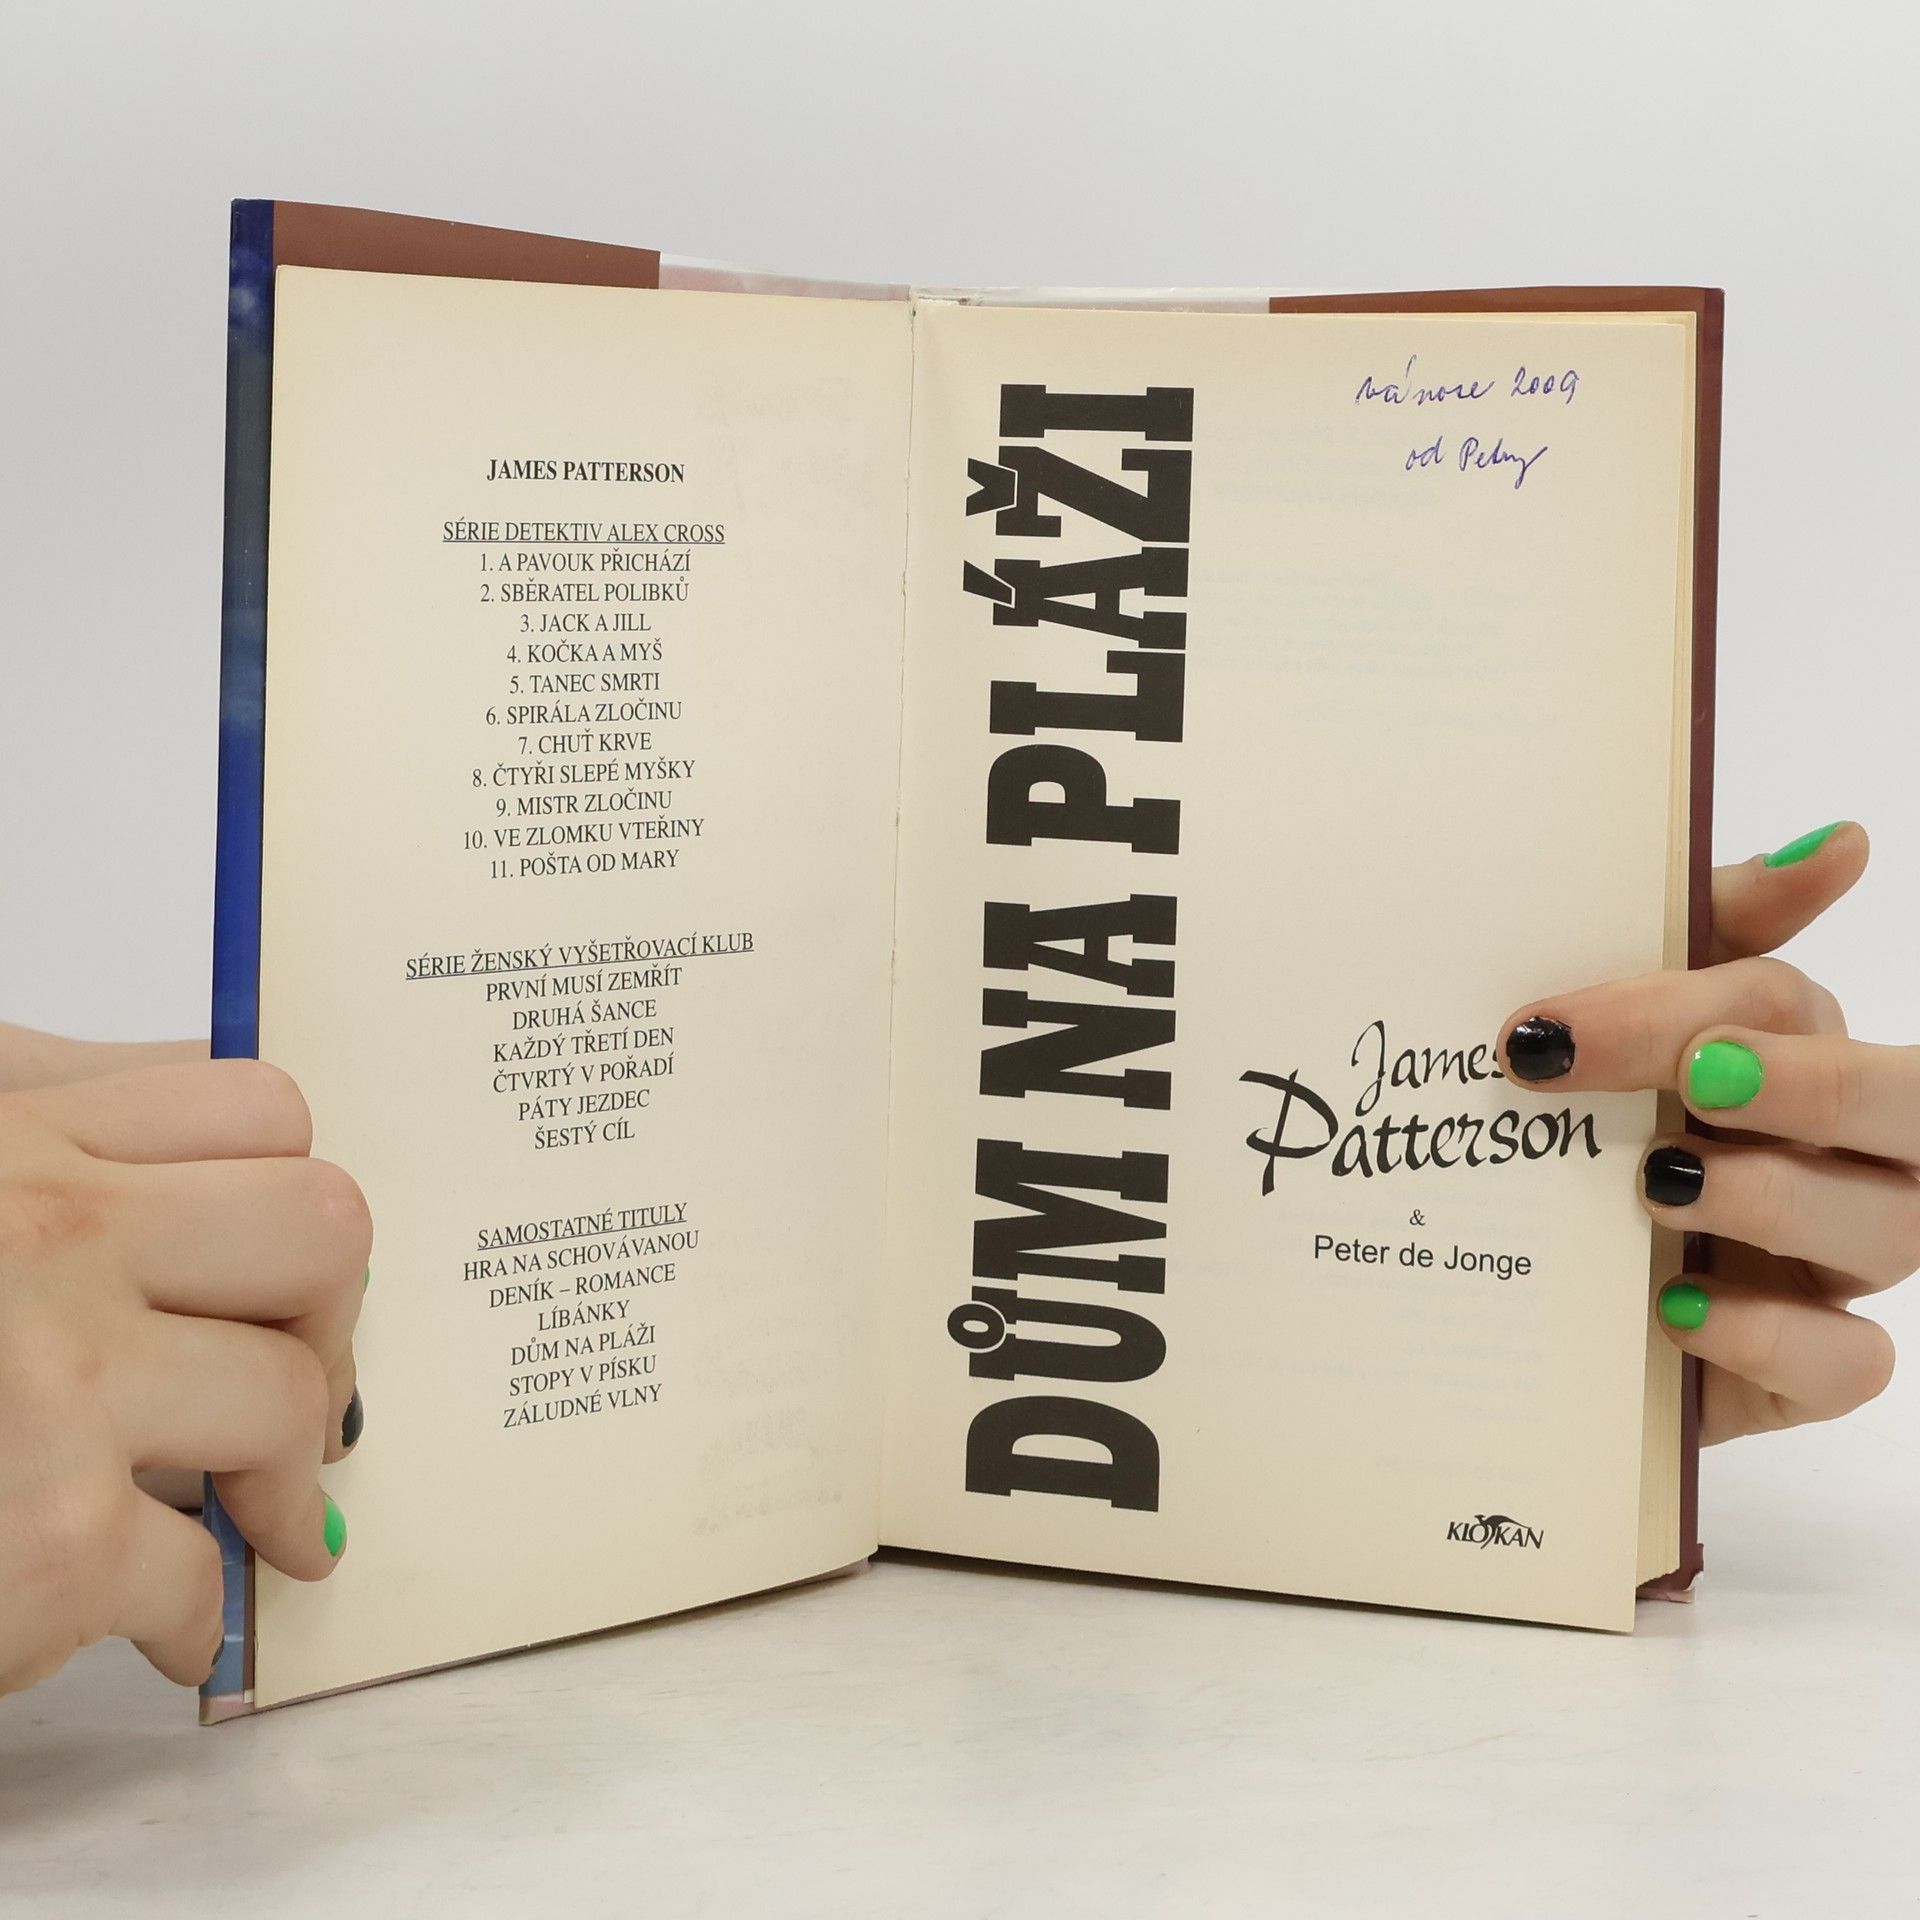 JAMES PATTERSON
SÉRIE DETEKTIV ALEX CROSS
1. A PAVOUK PŘICHÁZÍ
2. SBĚRATEL POLIBKŮ
3. JACK A JILL
4. KOČKA A MYŠ
5. TANEC SMRTI
6. SPIRÁLA ZLOČINU
7. CHUŤ KRVE
8. ČTYŘI SLEPÉ MYŠKY
9. MISTR ZLOČINU
10. VE ZLOMKU VTEŘINY
11. POŠTA OD MARY
SÉRIE ŽENSKÝ VYŠETŘOVACÍ KLUB
PRVNÍ MUSÍ ZEMŘÍT
DRUHÁ ŠANCE
KAŽDÝ TŘETÍ DEN
ČTVRTÝ V POŘADÍ
PÁTY JEZDEC
ŠESTÝ CÍL
SAMOSTATNÉ TITULY
HRA NA SCHOVÁVANOU
DENÍK – ROMANCE
LÍBÁNKY
DŮM NA PLÁŽI
STOPY V PÍSKU
ZÁLUDNÉ VLNY
vánoce 2009
od Petry
DŮM NA PLÁŽI
James
Patterson
&
Peter de Jonge
KLOKAN